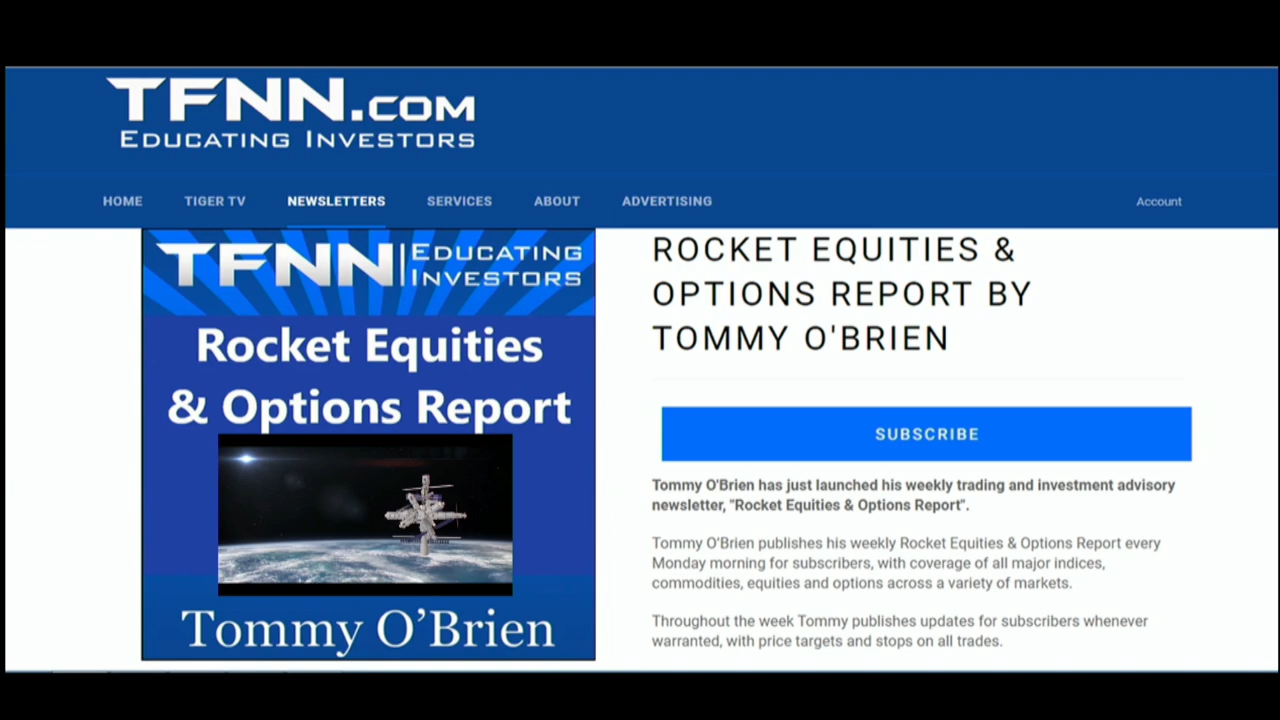 TFNN.COM
EDUCATING INVESTORS
HOME TIGER TV NEWSLETTERS SERVICES ABOUT ADVERTISING Account
TFNN | EDUCATING INVESTORS
Rocket Equities
& Options Report
Tommy O’Brien
ROCKET EQUITIES &
OPTIONS REPORT BY
TOMMY O'BRIEN
SUBSCRIBE
Tommy O'Brien has just launched his weekly trading and investment advisory
newsletter, "Rocket Equities & Options Report".
Tommy O'Brien publishes his weekly Rocket Equities & Options Report every
Monday morning for subscribers, with coverage of all major indices,
commodities, equities and options across a variety of markets.
Throughout the week Tommy publishes updates for subscribers whenever
warranted, with price targets and stops on all trades.